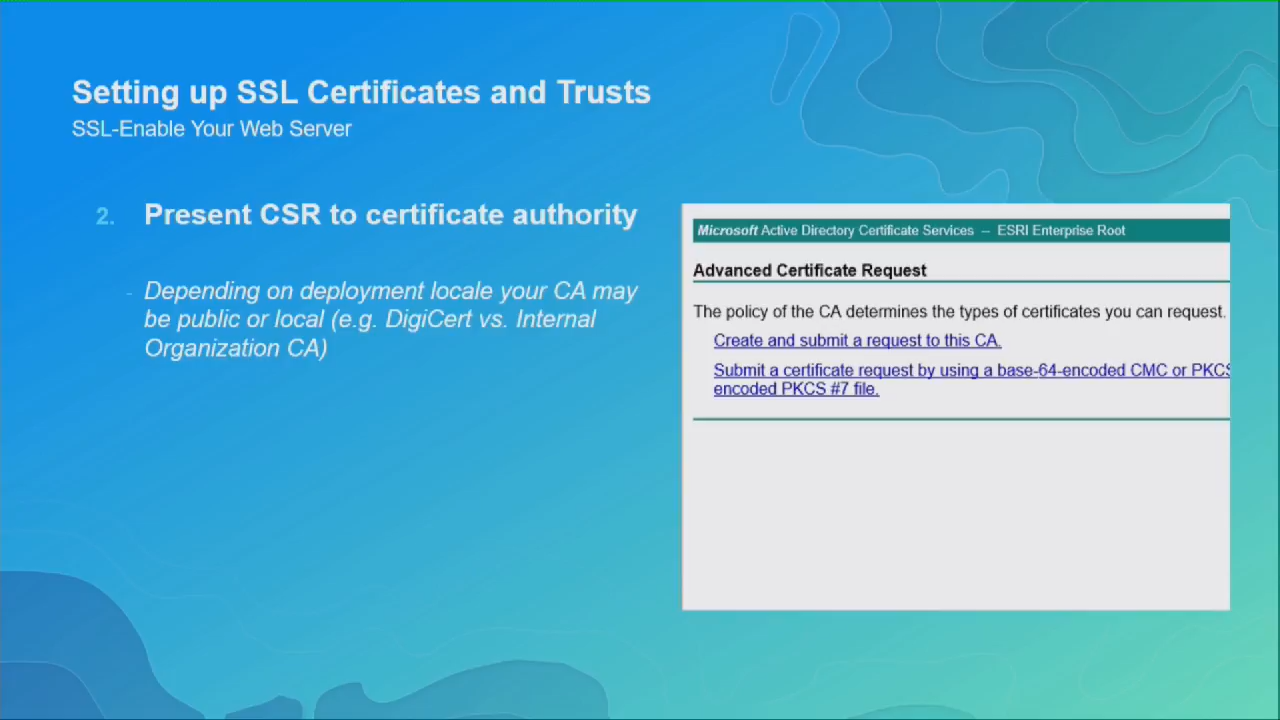 Setting up SSL Certificates and Trusts
SSL-Enable Your Web Server
2. Present CSR to certificate authority
- Depending on deployment locale your CA may
be public or local (e.g. DigiCert vs. Internal
Organization CA)
Microsoft Active Directory Certificate Services -- ESRI Enterprise Root
Advanced Certificate Request
The policy of the CA determines the types of certificates you can request.
Create and submit a request to this CA.
Submit a certificate request by using a base-64-encoded CMC or PKCS
encoded PKCS #7 file.